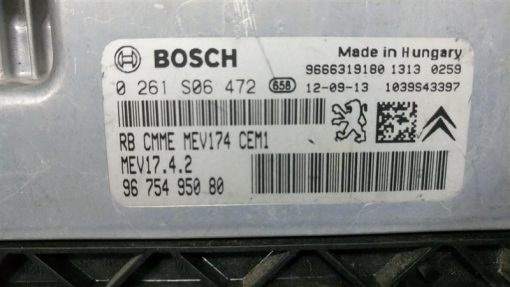 BOSCH
Made in Hungary
9666319180 1313 0259
0 261 S06 472 658 12-09-13 1039S43397
RB CMME MEV174 CEM1
MEV17.4.2
96 754 950 80